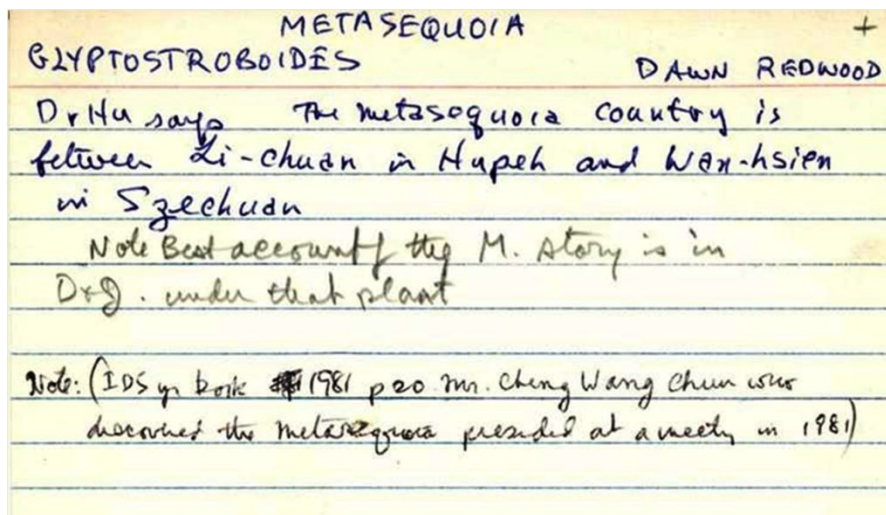 METASEQUOIA +
GLYPTOSTROBOIDES DAWN REDWOOD
Dr Hu says The metasequoia country is
between Li-chuan in Hupeh and Wan-hsien
in Szechuan
Note Best account of the M. story is in
under that plant
Note: (IDS yr book 1981 p20 Mr. Cheng Wang Chun who
discovered the metasequoia presided at a meeting in 1981)